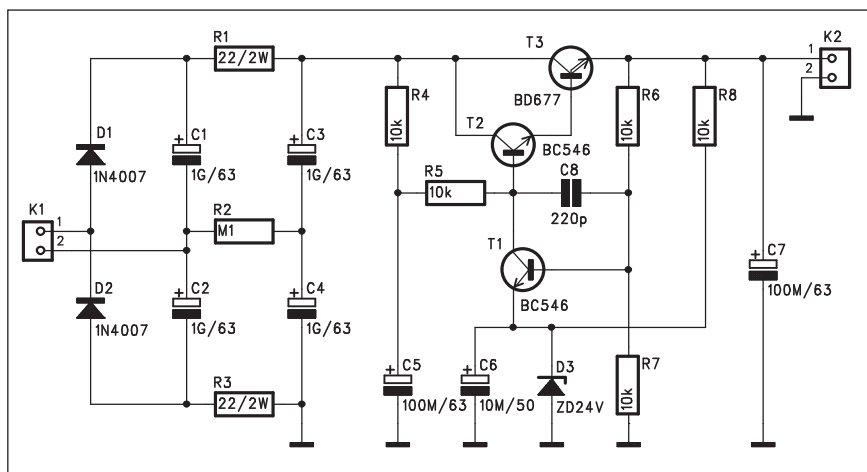 R1
22/2W
T3
BD677
K2
1
2
R4
10k
T2
BC546
R6
10k
R8
10k
D1
1N4007
C1
1G/63
C3
1G/63
R5
10k
C8
220p
K1
1
2
R2
M1
T1
BC546
C7
100M/63
D2
1N4007
C2
1G/63
C4
1G/63
R3
22/2W
C5
100M/63
C6
10M/50
D3
ZD24V
R7
10k
+
+
+
+
+
+
+